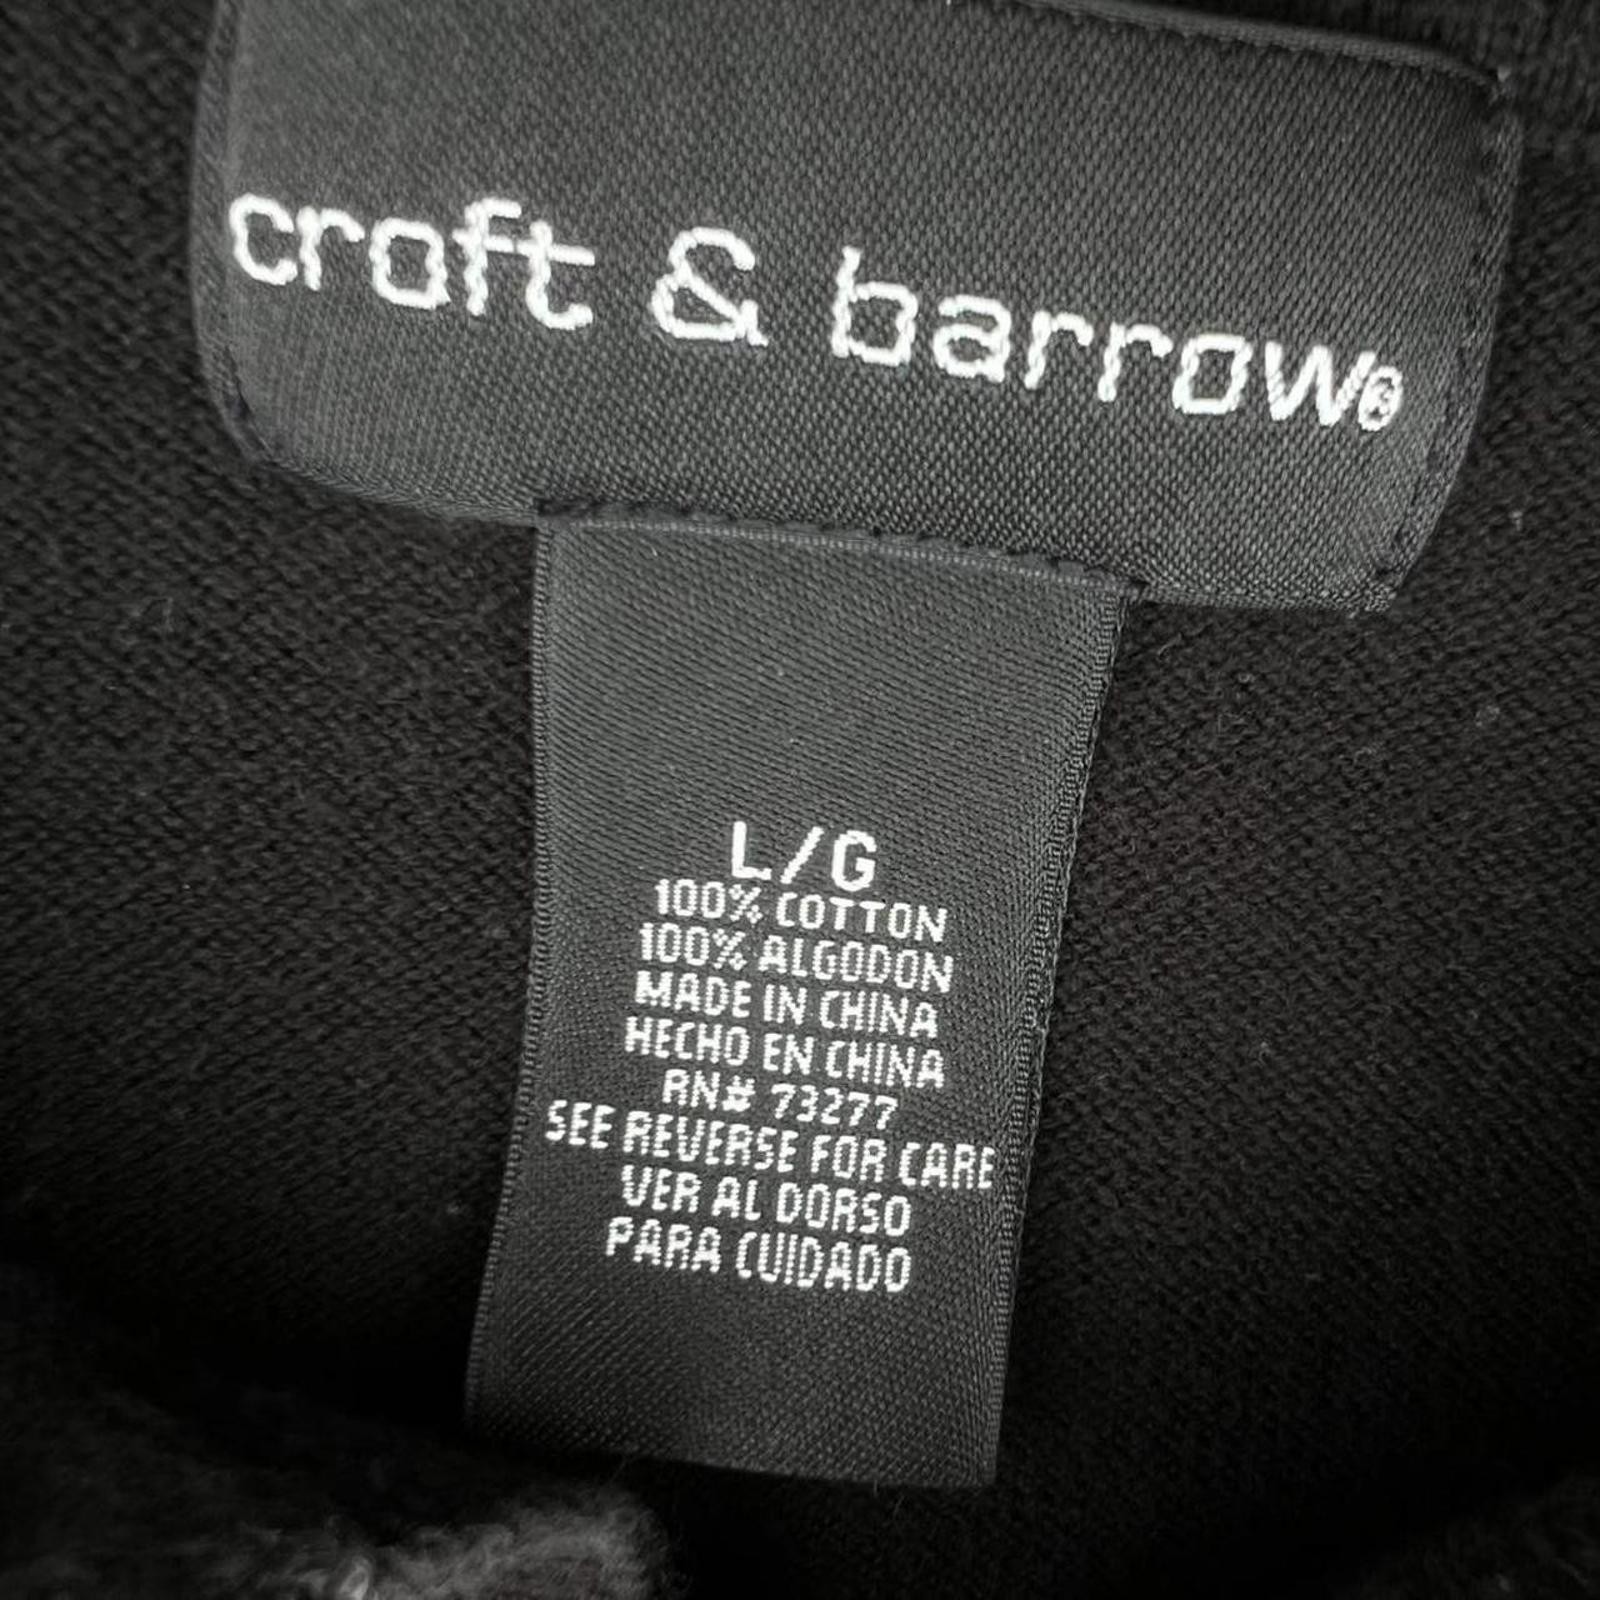 croft & barrow®
L/G
100% COTTON
100% ALGODON
MADE IN CHINA
HECHO EN CHINA
RN# 73277
SEE REVERSE FOR CARE
VER AL DORSO
PARA CUIDADO